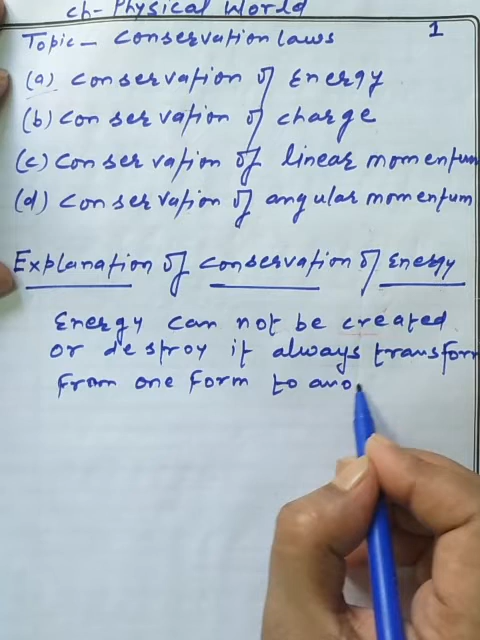 ch- Physical World
1
Topic - Conservation laws
(a) Conservation of Energy
(b) Conservation of charge
(c) Conservation of linear momentum
(d) Conservation of angular momentum
Explanation of conservation of Energy
Energy can not be created
or destroy it always transform
from one form to ano